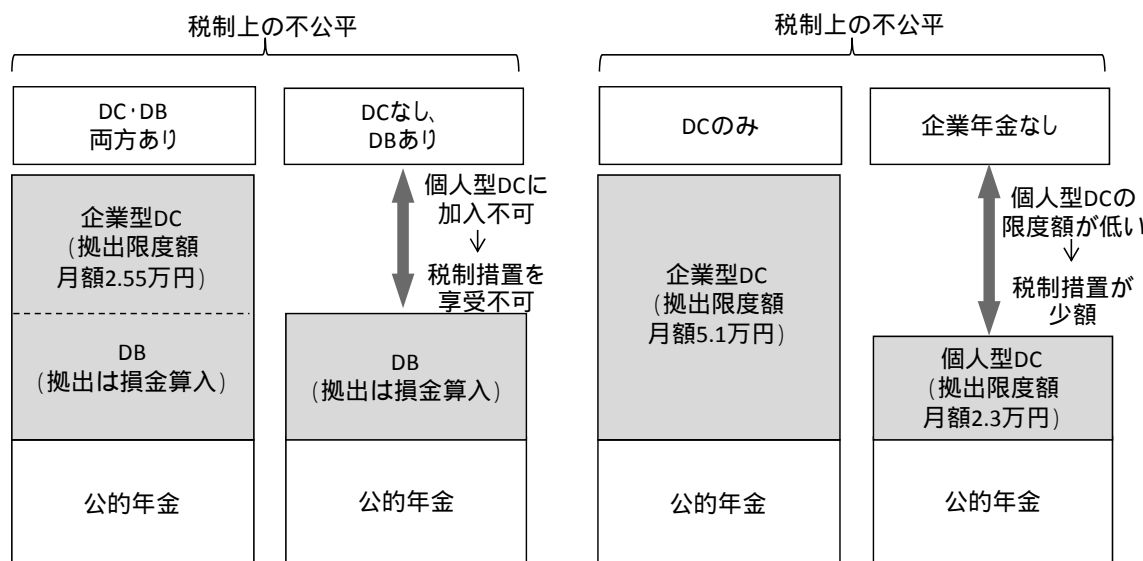 税制上の不公平
DC･DB
両方あり
DCなし、
DBあり
企業型DC
(拠出限度額
月額2.55万円)
DB
(拠出は損金算入)
公的年金
個人型DCに
加入不可
↓
税制措置を
享受不可
DB
(拠出は損金算入)
公的年金
税制上の不公平
DCのみ
企業年金なし
企業型DC
(拠出限度額
月額5.1万円)
公的年金
個人型DCの
限度額が低い
↓
税制措置が
少額
個人型DC
(拠出限度額
月額2.3万円)
公的年金